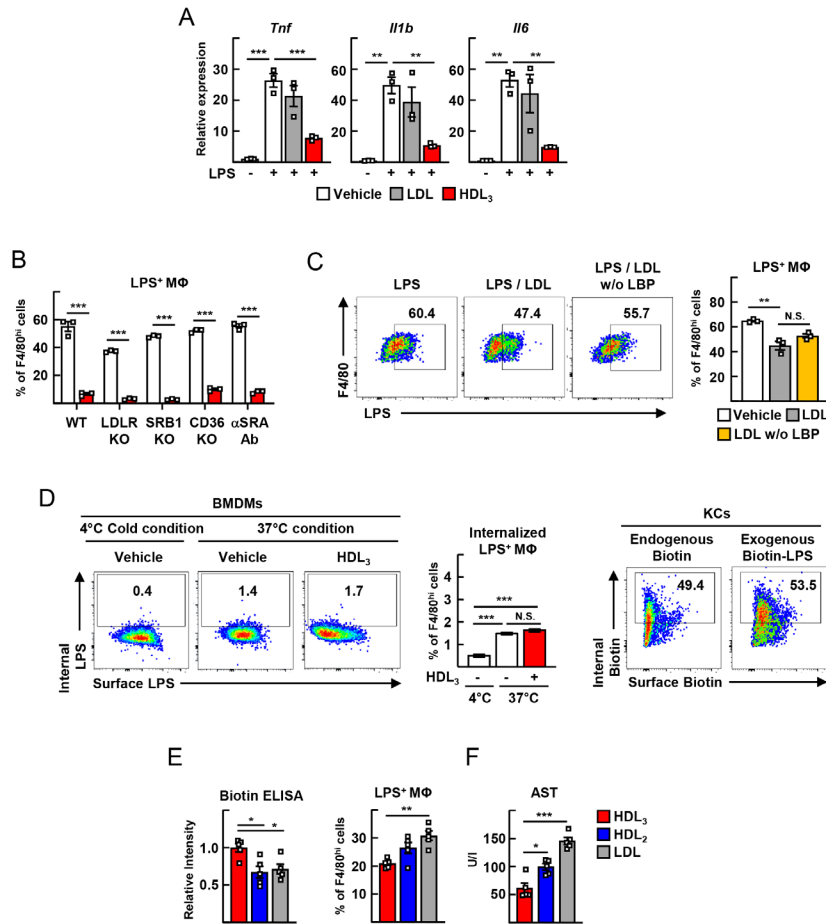 A
Tnf
Il1b
Il6
Relative expression
***
***
**
**
**
**
30
20
10
60
40
20
60
40
20
LPS
- + + +
- + + +
- + + +
Vehicle LDL HDL3
B
LPS+ MΦ
% of F4/80hi cells
60
40
20
***
***
***
***
***
WT
LDLR KO
SRB1 KO
CD36 KO
αSRA Ab
C
LPS
LPS / LDL
LPS / LDL
w/o LBP
60.4
47.4
55.7
F4/80
LPS
LPS+ MΦ
% of F4/80hi cells
80
60
40
20
**
N.S.
Vehicle LDL
LDL w/o LBP
D
BMDMs
4°C Cold condition
37°C condition
Vehicle
Vehicle
HDL3
0.4
1.4
1.7
Internal
LPS
Surface LPS
Internalized
LPS+ MΦ
% of F4/80hi cells
4
3
2
1
***
***
N.S.
HDL3 - - +
4°C 37°C
KCs
Endogenous
Biotin
Exogenous
Biotin-LPS
49.4
53.5
Internal
Biotin
Surface Biotin
E
Biotin ELISA
Relative Intensity
1.0
0.5
*
*
LPS+ MΦ
% of F4/80hi cells
40
30
20
10
**
F
AST
U/l
150
100
50
***
*
HDL3
HDL2
LDL